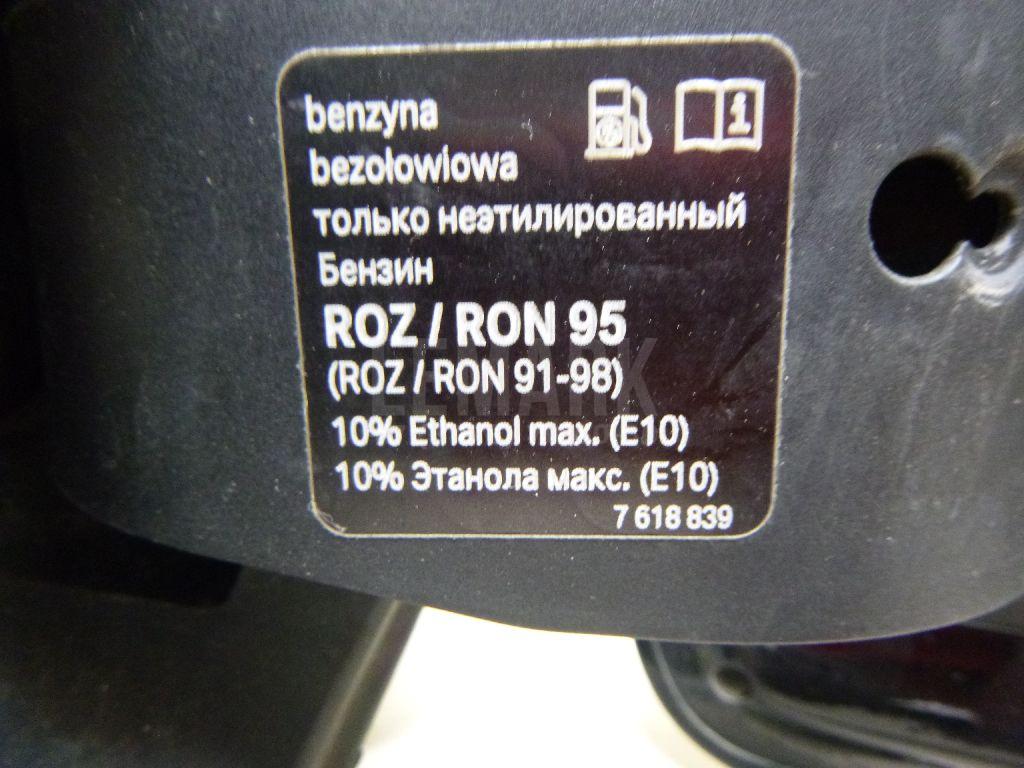 benzyna
bezołowiowa
только неэтилированный
Бензин
ROZ / RON 95
(ROZ / RON 91-98)
LEMARK
10% Ethanol max. (E10)
10% Этанола макс. (E10)
7 618 839